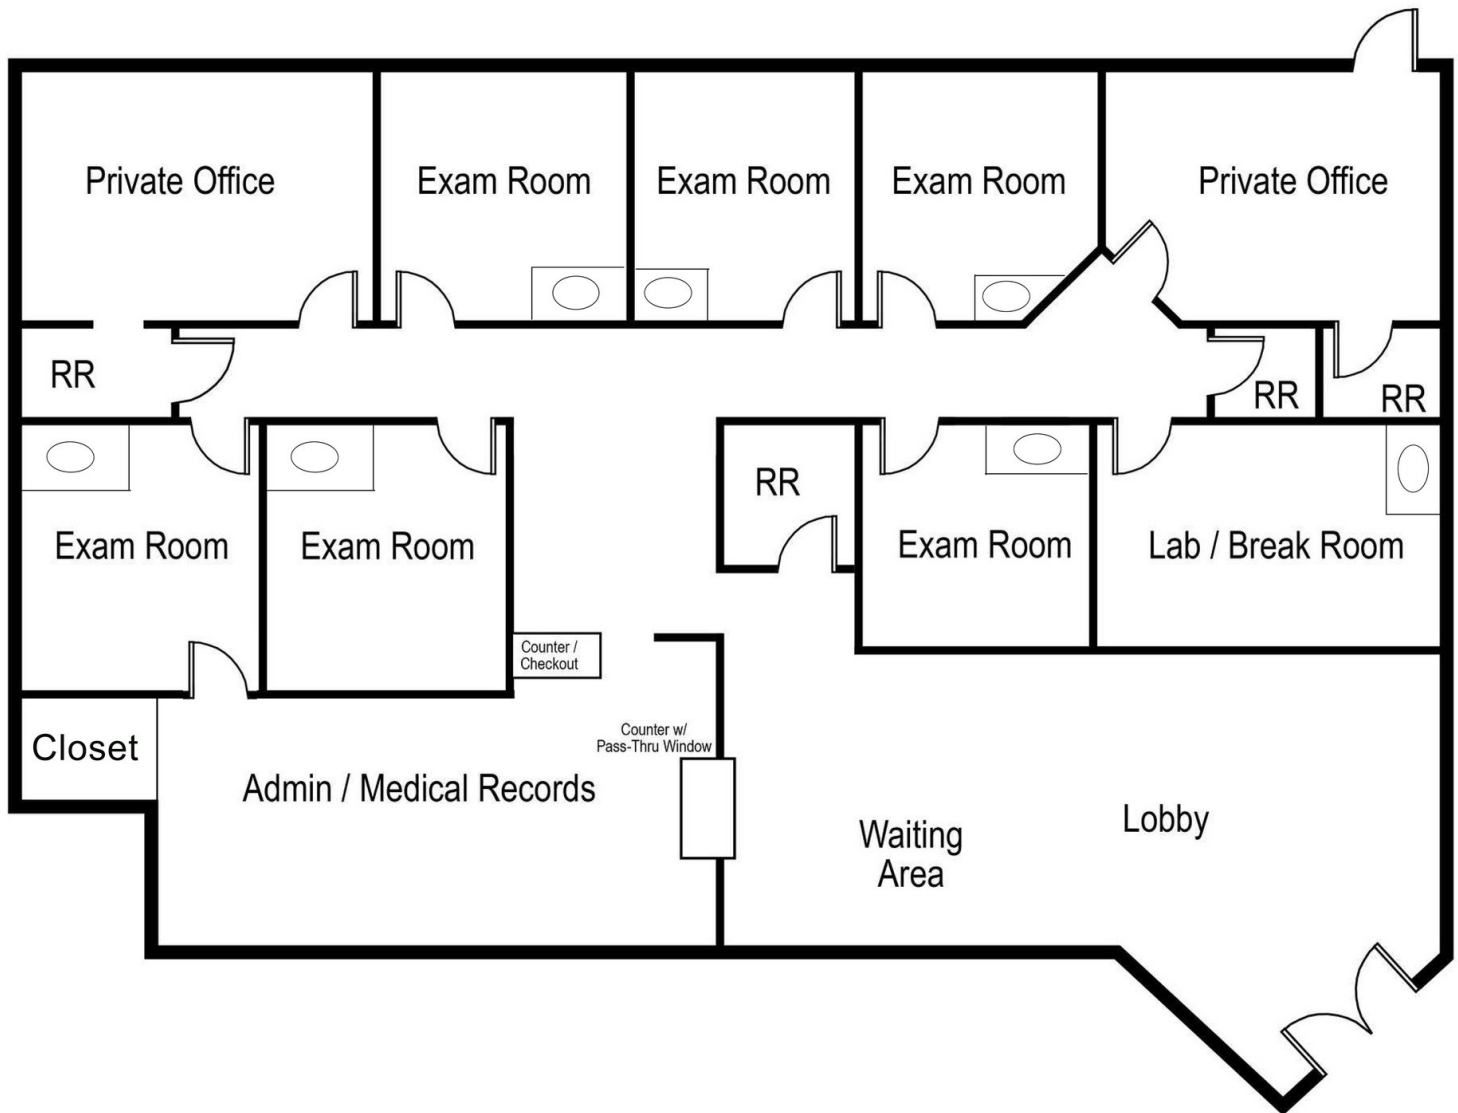 Private Office
Exam Room
Exam Room
Exam Room
Private Office
RR
RR
RR
RR
Exam Room
Exam Room
Exam Room
Lab / Break Room
Counter /
Checkout
Counter w/
Pass-Thru Window
Closet
Admin / Medical Records
Waiting
Area
Lobby